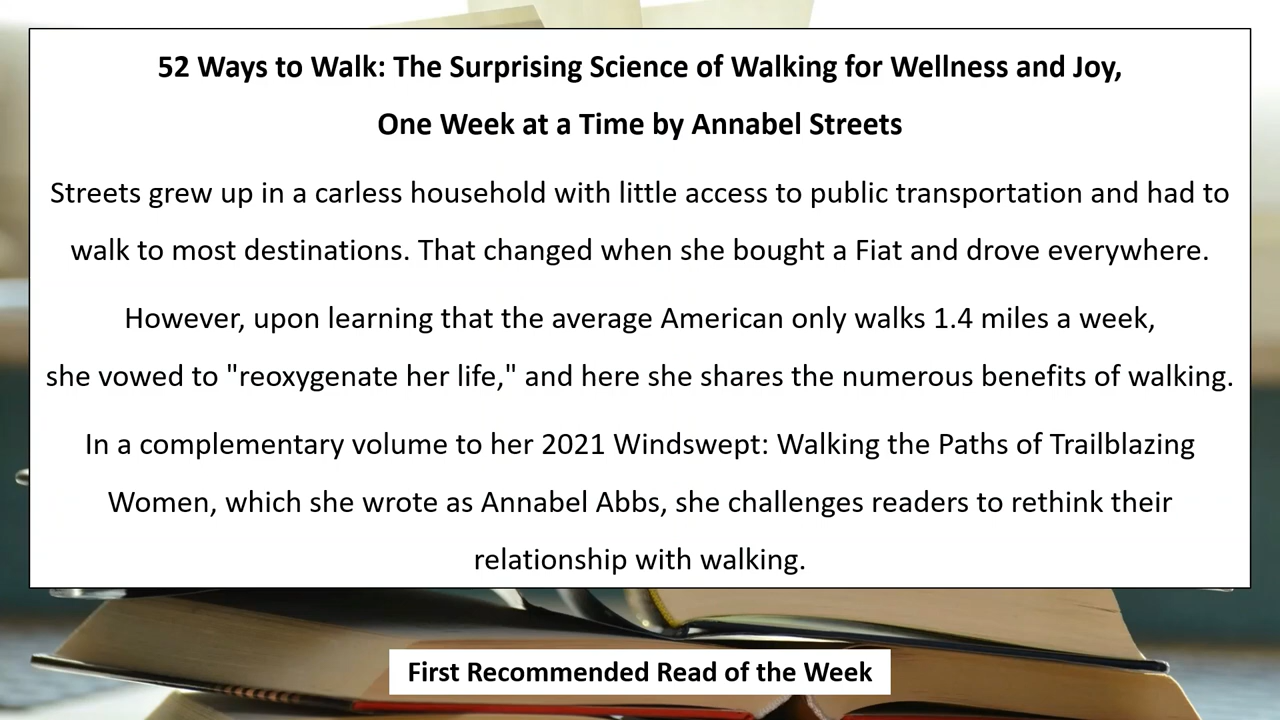 52 Ways to Walk: The Surprising Science of Walking for Wellness and Joy,
One Week at a Time by Annabel Streets
Streets grew up in a carless household with little access to public transportation and had to
walk to most destinations. That changed when she bought a Fiat and drove everywhere.
However, upon learning that the average American only walks 1.4 miles a week,
she vowed to "reoxygenate her life," and here she shares the numerous benefits of walking.
In a complementary volume to her 2021 Windswept: Walking the Paths of Trailblazing
Women, which she wrote as Annabel Abbs, she challenges readers to rethink their
relationship with walking.
First Recommended Read of the Week